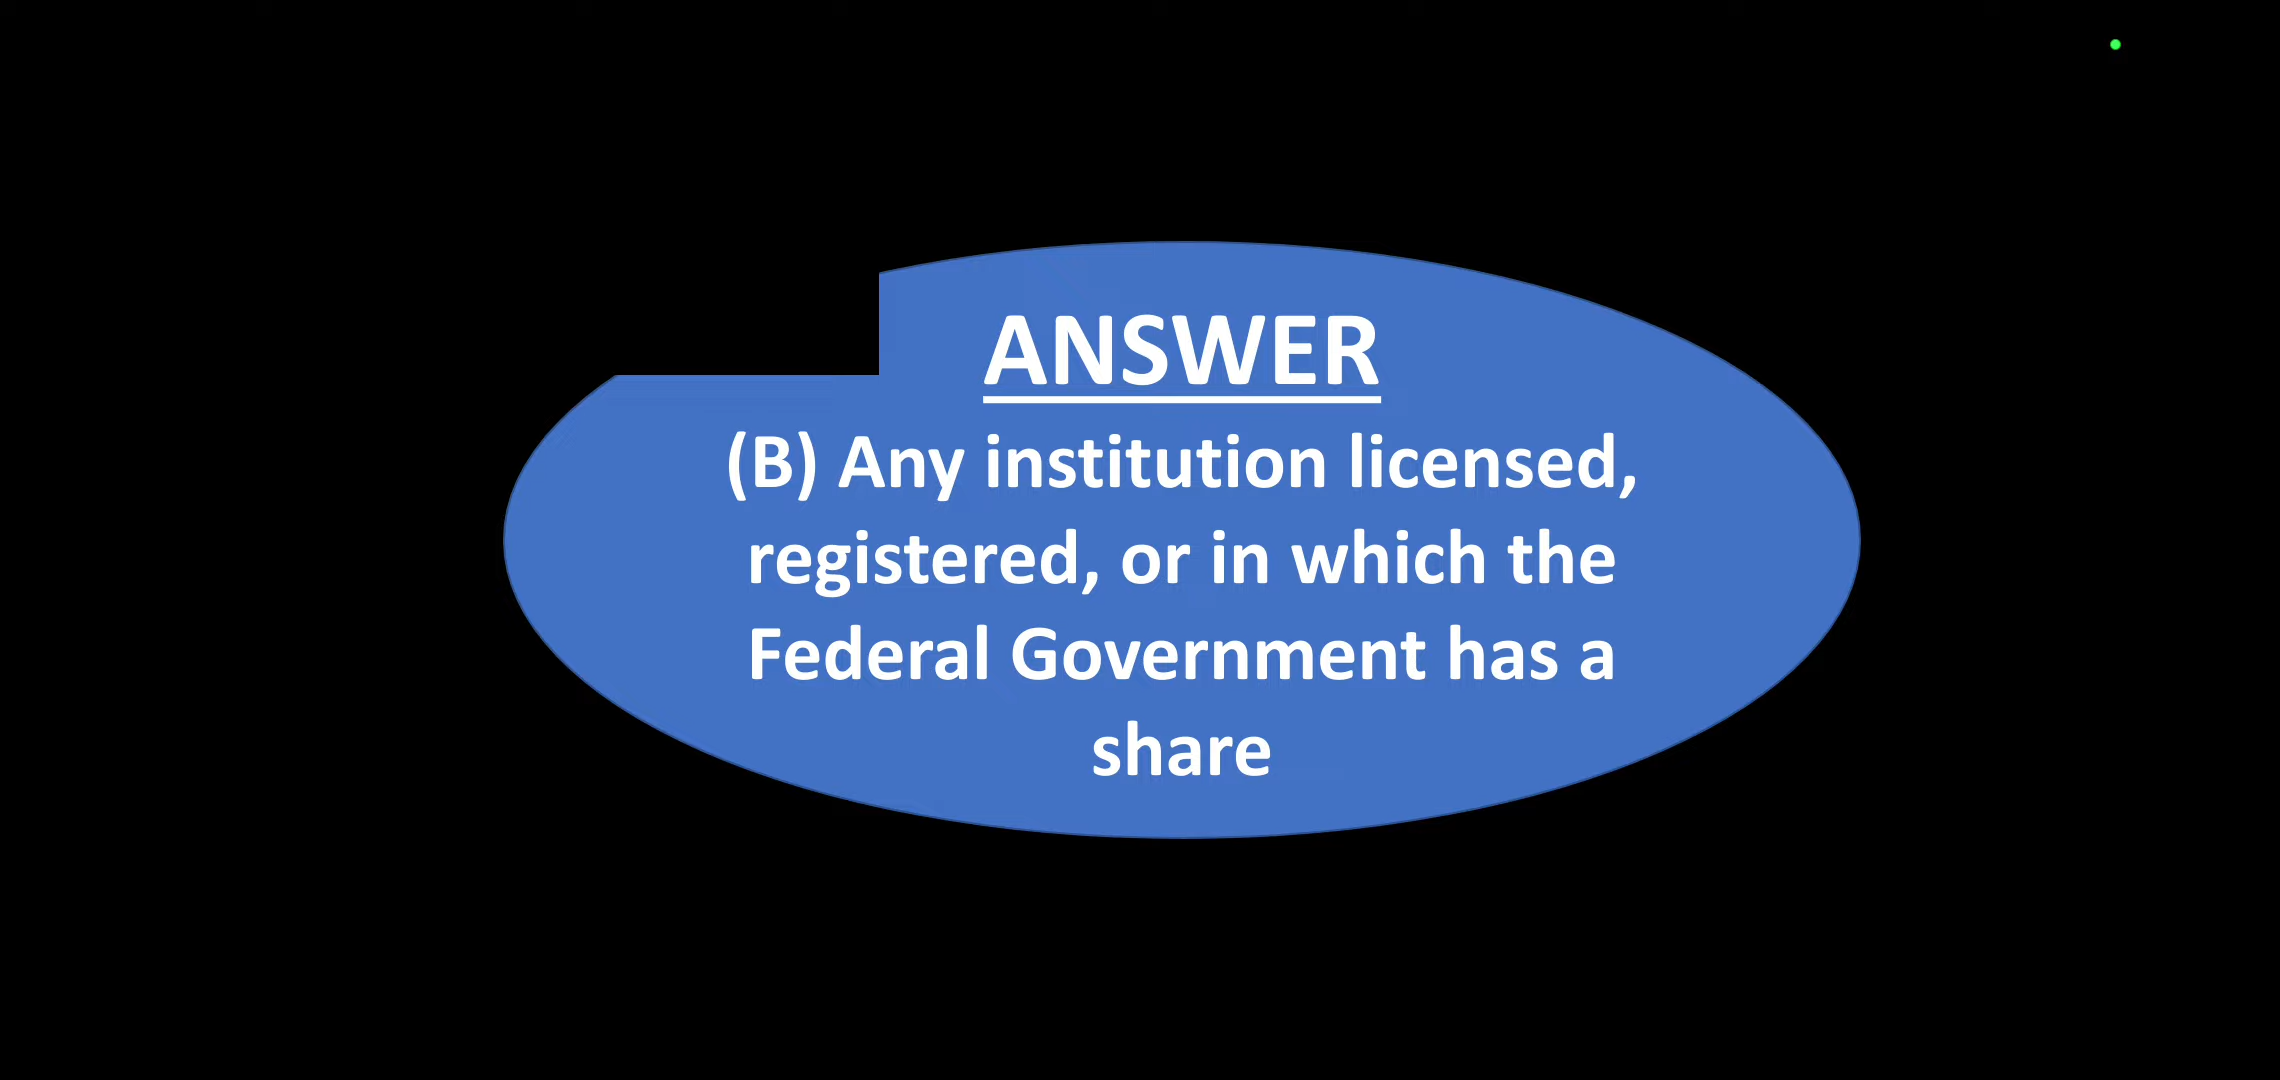 ANSWER
(B) Any institution licensed,
registered, or in which the
Federal Government has a
share